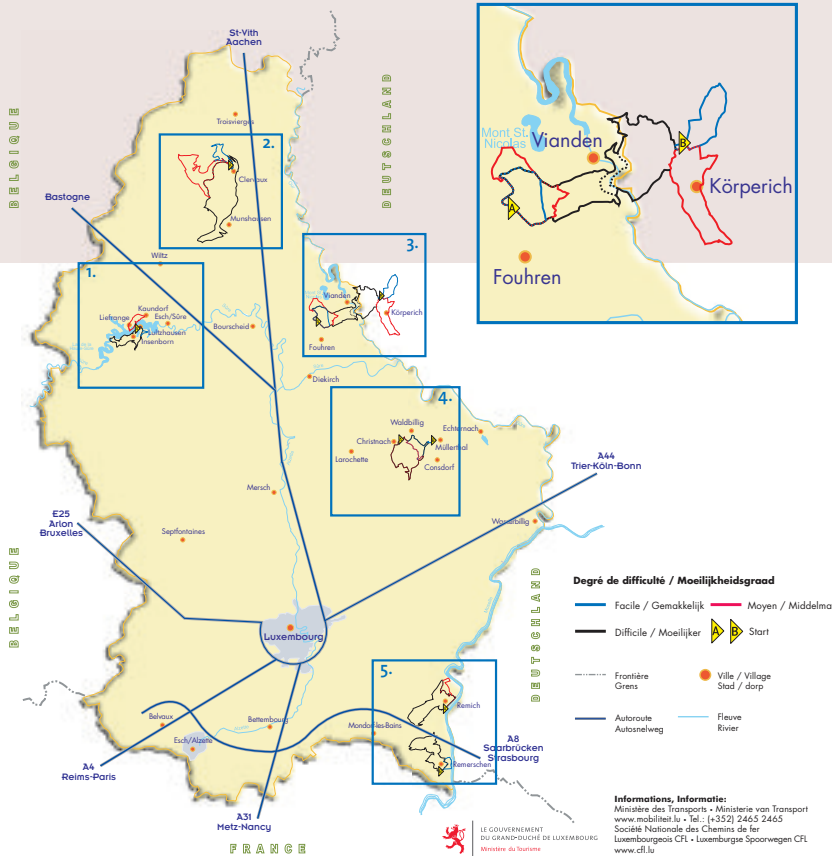 St-Vith
Aachen
BELGIQUE
DEUTSCHLAND
Troisvierges
2.
Clervaux
Munshausen
Bastogne
Wiltz
1.
Kaundorf
Liefrange
Esch/Sûre
Lultzhausen
Insenborn
Bourscheid
3.
Mont St.
Nicolas
Vianden
Körperich
Fouhren
Diekirch
Mont St.
Nicolas
Vianden
B
Körperich
A
Fouhren
4.
Waldbillig
Echternach
Christnach
Müllerthal
Larochette
Consdorf
A44
Trier-Köln-Bonn
Mersch
E25
Arlon
Bruxelles
Septfontaines
Wasserbillig
BELGIQUE
DEUTSCHLAND
Luxembourg
5.
Remich
Belvaux
Bettembourg
Mondorf-les-Bains
Esch/Alzette
Remerschen
A8
Saarbrücken
Strasbourg
A4
Reims-Paris
A31
Metz-Nancy
FRANCE
Degré de difficulté / Moeilijkheidsgraad
Facile / Gemakkelijk
Moyen / Middelma
Difficile / Moeilijker
A B Start
Frontière
Grens
Ville / Village
Stad / dorp
Autoroute
Autosnelweg
Fleuve
Rivier
Informations, Informatie:
Ministère des Transports • Ministerie van Transport
www.mobiliteit.lu • Tel.: (+352) 2465 2465
Société Nationale des Chemins de fer
Luxembourgeois CFL • Luxemburgse Spoorwegen CFL
www.cfl.lu
LE GOUVERNEMENT
DU GRAND-DUCHÉ DE LUXEMBOURG
Ministère du Tourisme